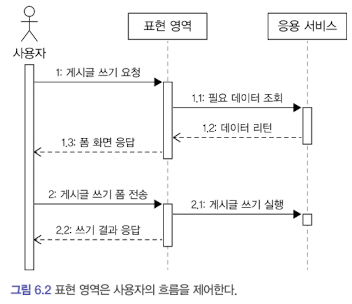 사용자
표현 영역
응용 서비스
1: 게시글 쓰기 요청
1.1: 필요 데이터 조회
1.2: 데이터 리턴
1.3: 폼 화면 응답
2: 게시글 쓰기 폼 전송
2.1: 게시글 쓰기 실행
2.2: 쓰기 결과 응답
그림 6.2 표현 영역은 사용자의 흐름을 제어한다.